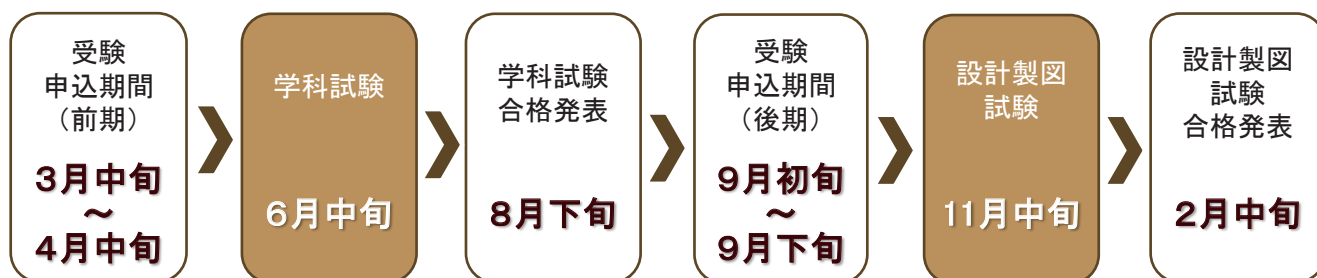 受験
申込期間
（前期）
3月中旬
～
4月中旬
学科試験
6月中旬
学科試験
合格発表
8月下旬
受験
申込期間
（後期）
9月初旬
～
9月下旬
設計製図
試験
11月中旬
設計製図
試験
合格発表
2月中旬